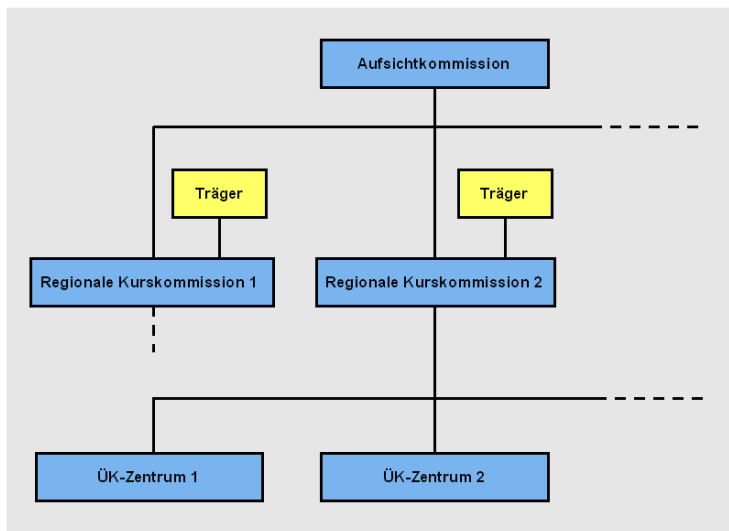 Aufsichtkommission
Träger
Träger
Regionale Kurskommission 1
Regionale Kurskommission 2
ÜK-Zentrum 1
ÜK-Zentrum 2